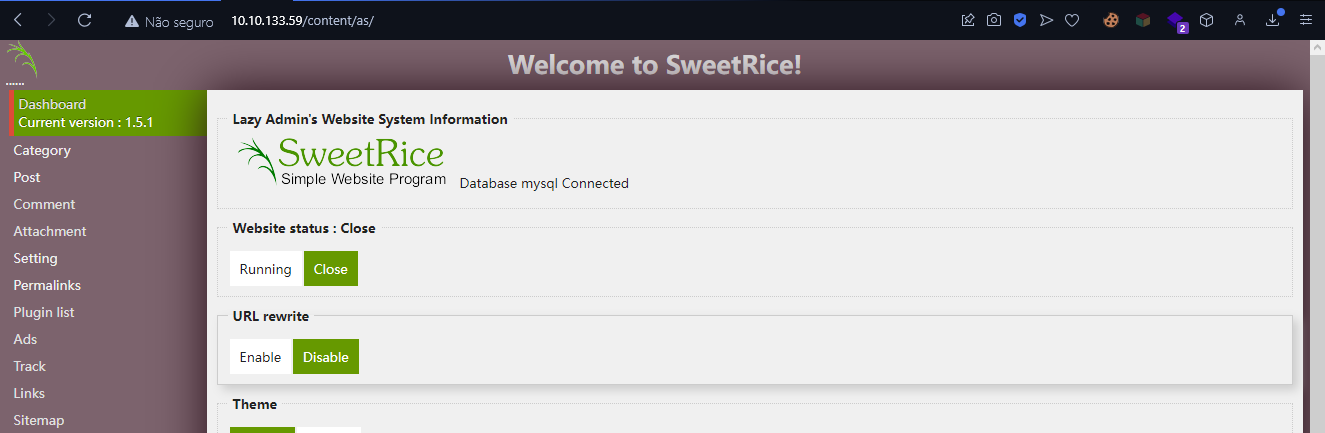 Não seguro 10.10.133.59/content/as/
2
Welcome to SweetRice!
Dashboard
Current version : 1.5.1
Category
Post
Comment
Attachment
Setting
Permalinks
Plugin list
Ads
Track
Links
Sitemap
Lazy Admin's Website System Information
SweetRice
Simple Website Program
Database mysql Connected
Website status : Close
Running Close
URL rewrite
Enable Disable
Theme